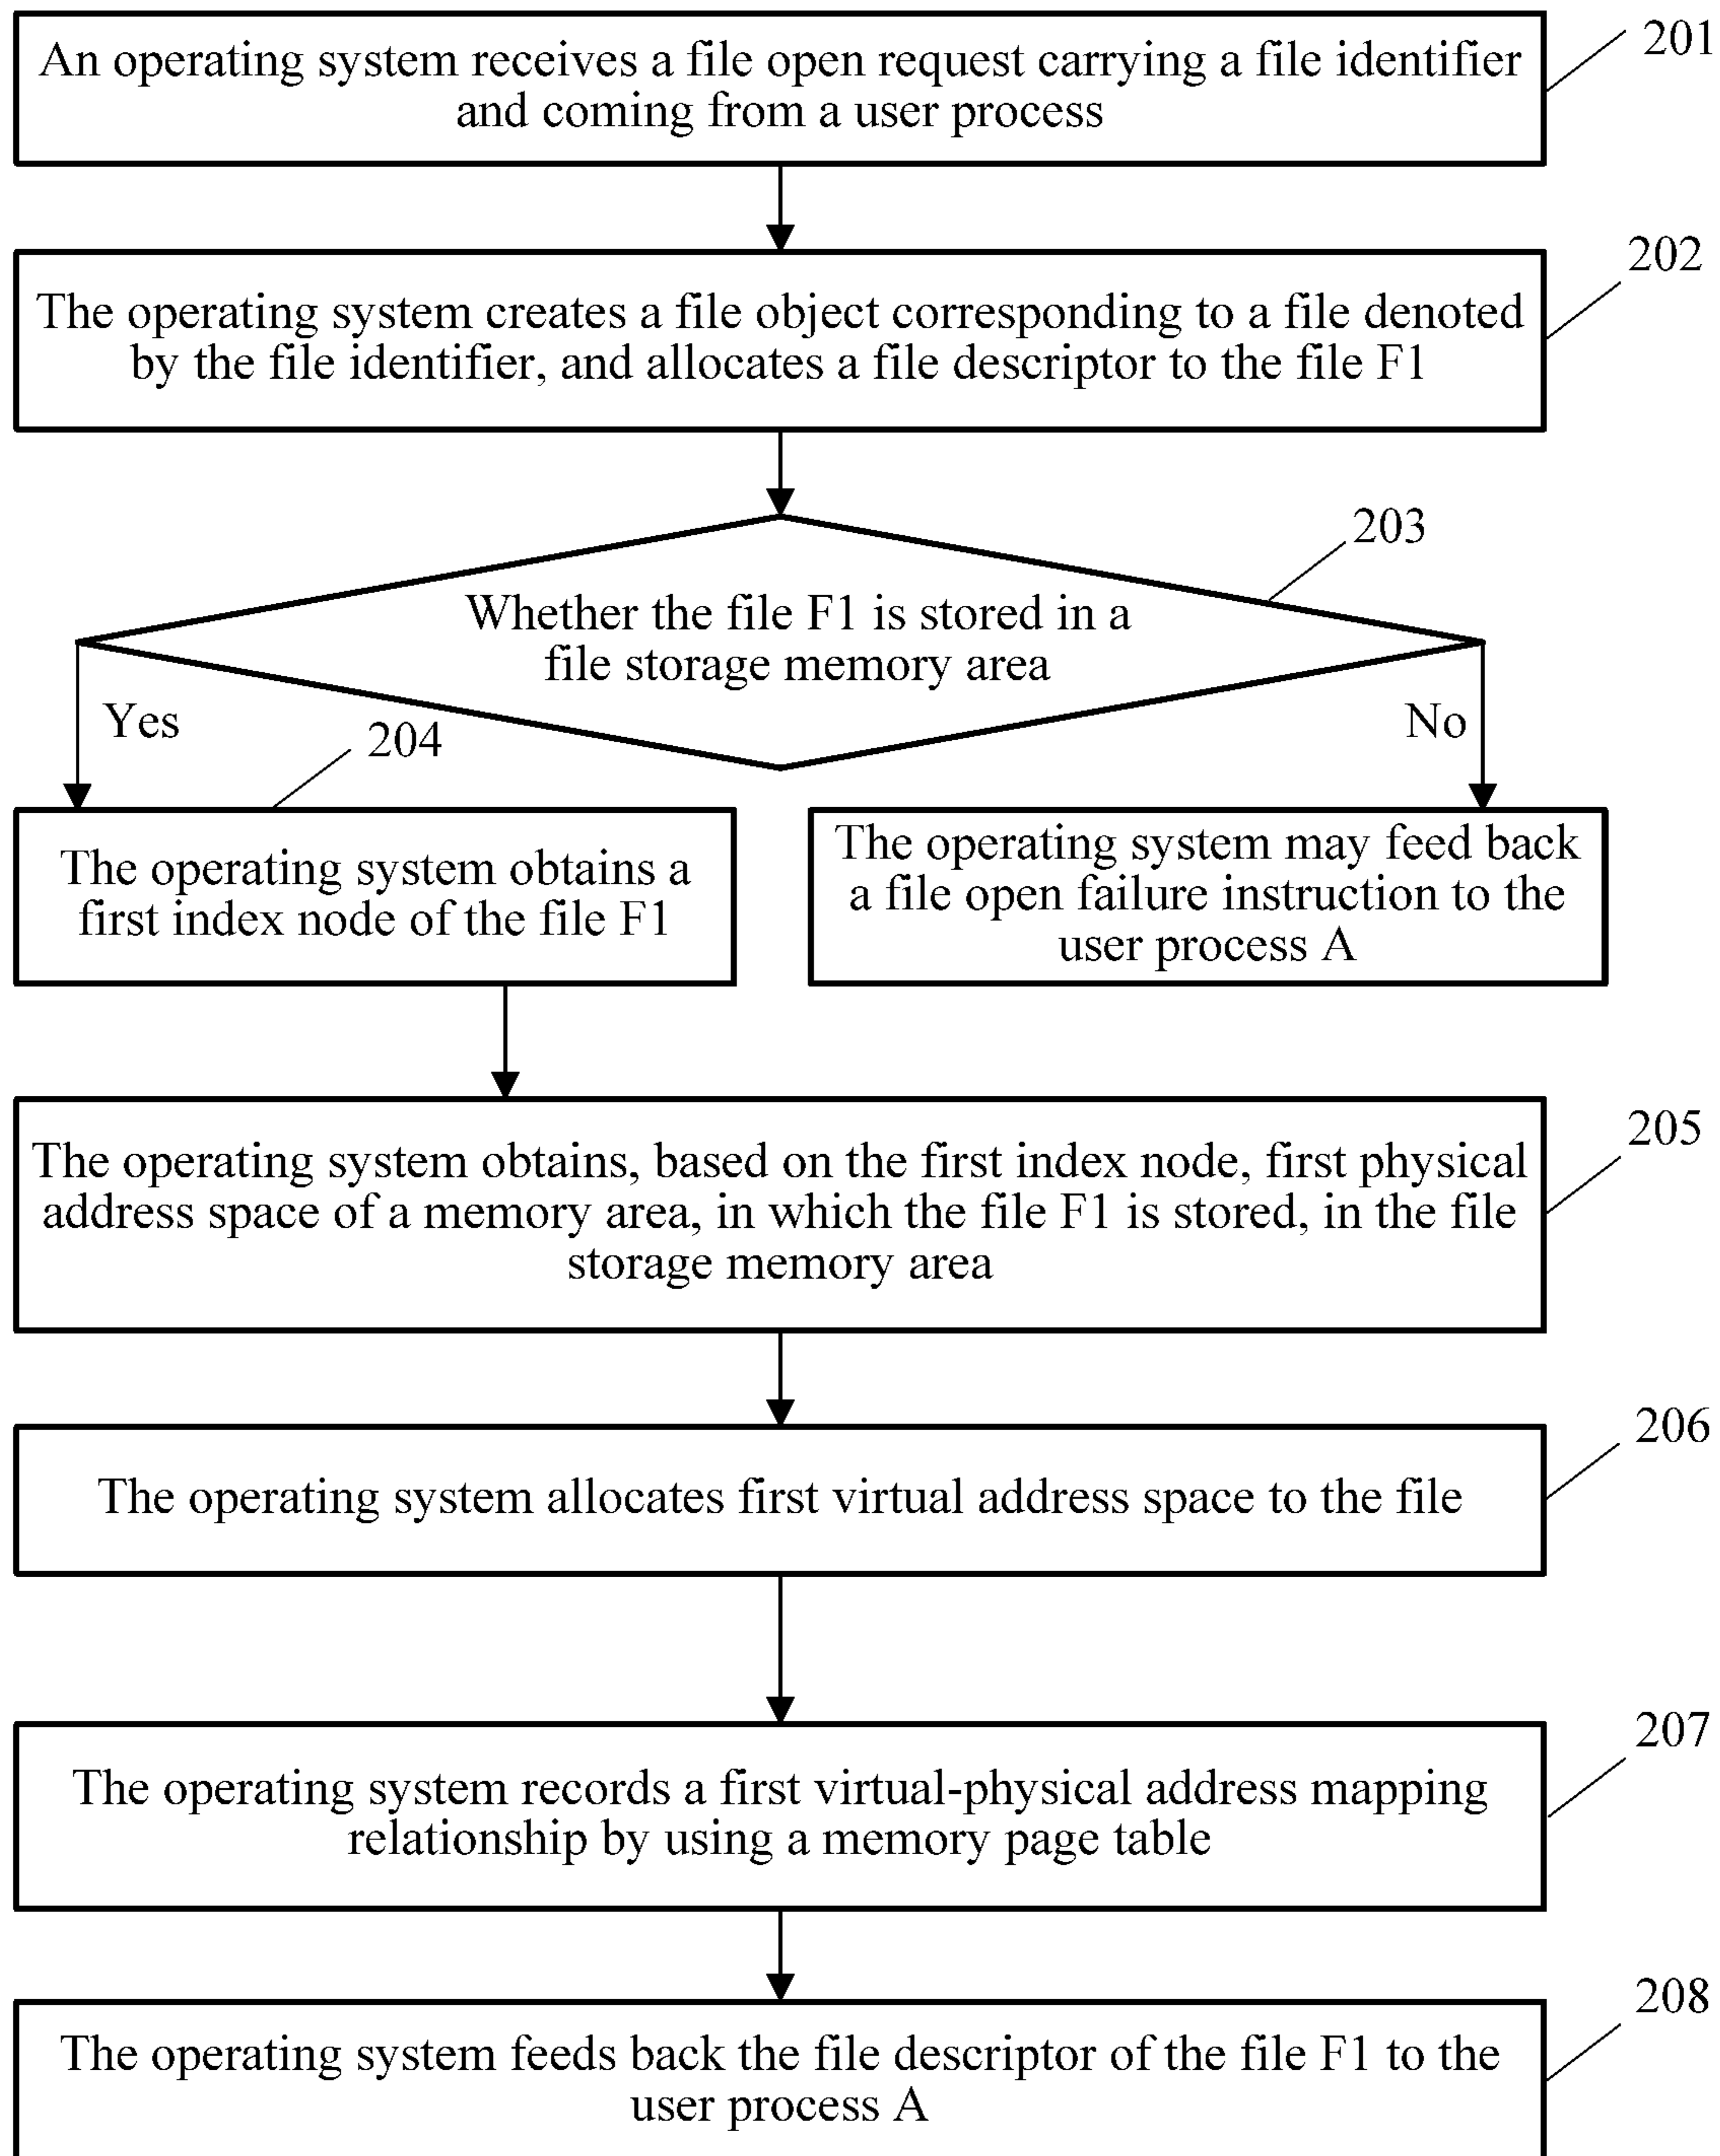 An operating system receives a file open request carrying a file identifier
and coming from a user process
201
The operating system creates a file object corresponding to a file denoted
by the file identifier, and allocates a file descriptor to the file F1
202
203
Whether the file F1 is stored in a
file storage memory area
Yes
No
204
The operating system obtains a
first index node of the file F1
The operating system may feed back
a file open failure instruction to the
user process A
The operating system obtains, based on the first index node, first physical
address space of a memory area, in which the file F1 is stored, in the file
storage memory area
205
The operating system allocates first virtual address space to the file
206
The operating system records a first virtual-physical address mapping
relationship by using a memory page table
207
The operating system feeds back the file descriptor of the file F1 to the
user process A
208